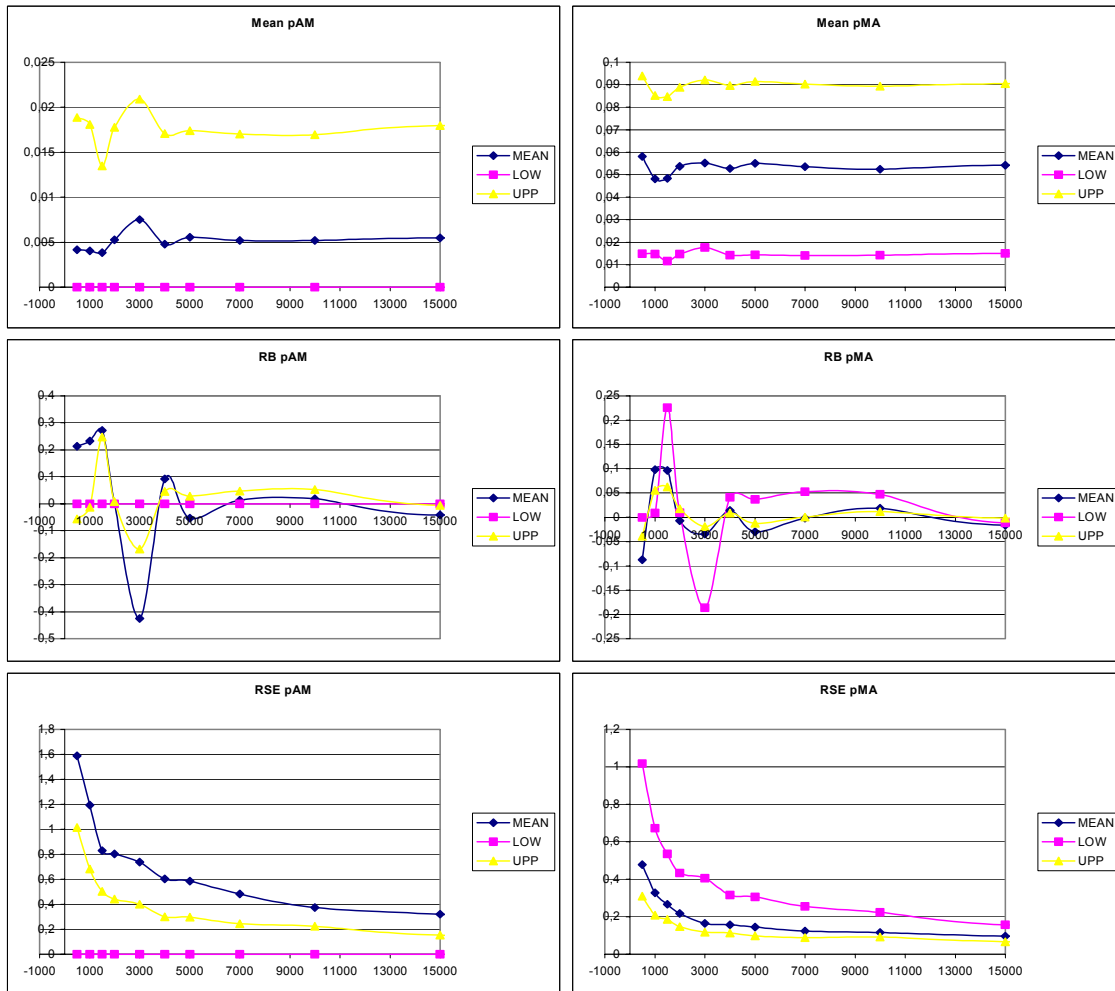 Mean pAM
0,025
0,02
0,015
0,01
0,005
0
-1000 1000 3000 5000 7000 9000 11000 13000 15000
MEAN
LOW
UPP
Mean pMA
0,1
0,09
0,08
0,07
0,06
0,05
0,04
0,03
0,02
0,01
0
-1000 1000 3000 5000 7000 9000 11000 13000 15000
MEAN
LOW
UPP
RB pAM
0,4
0,3
0,2
0,1
0
-1000 1000 3000 5000 7000 9000 11000 13000 15000
-0,1
-0,2
-0,3
-0,4
-0,5
MEAN
LOW
UPP
RB pMA
0,25
0,2
0,15
0,1
0,05
0
-1000 1000 3000 5000 7000 9000 11000 13000 15000
-0,05
-0,1
-0,15
-0,2
-0,25
MEAN
LOW
UPP
RSE pAM
1,8
1,6
1,4
1,2
1
0,8
0,6
0,4
0,2
0
-1000 1000 3000 5000 7000 9000 11000 13000 15000
MEAN
LOW
UPP
RSE pMA
1,2
1
0,8
0,6
0,4
0,2
0
-1000 1000 3000 5000 7000 9000 11000 13000 15000
MEAN
LOW
UPP